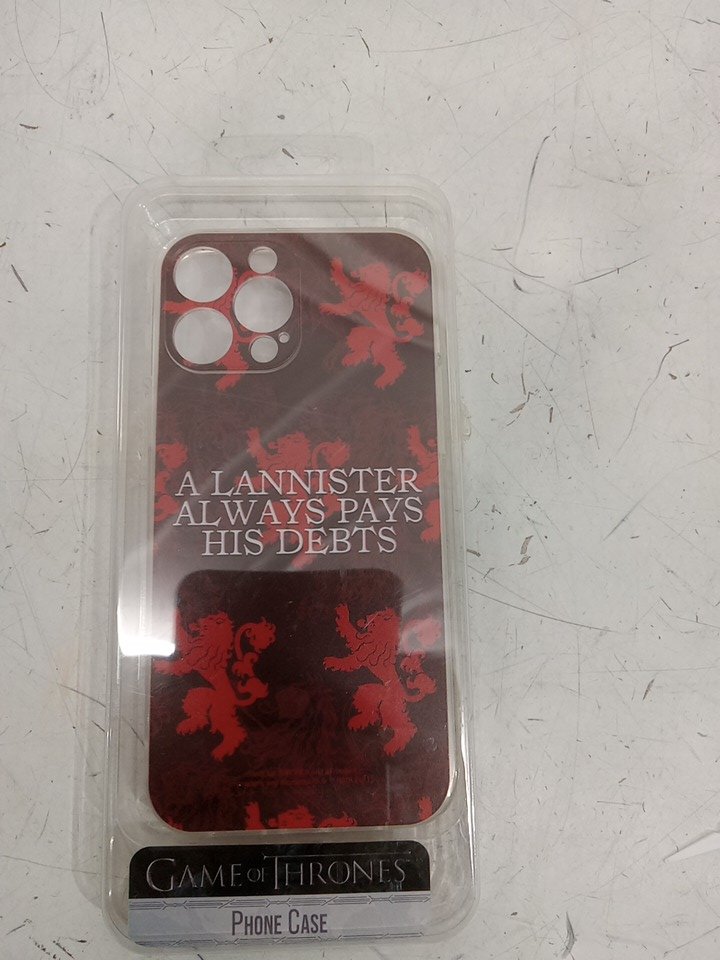 A LANNISTER
ALWAYS PAYS
HIS DEBTS
GAME OF THRONES
PHONE CASE